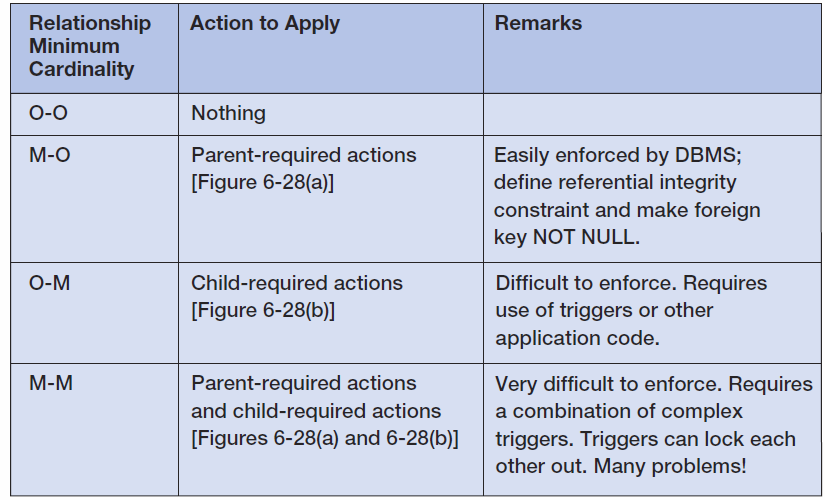 Relationship
Minimum
Cardinality
Action to Apply
Remarks
O-O
Nothing
M-O
Parent-required actions
[Figure 6-28(a)]
Easily enforced by DBMS;
define referential integrity
constraint and make foreign
key NOT NULL.
O-M
Child-required actions
[Figure 6-28(b)]
Difficult to enforce. Requires
use of triggers or other
application code.
M-M
Parent-required actions
and child-required actions
[Figures 6-28(a) and 6-28(b)]
Very difficult to enforce. Requires
a combination of complex
triggers. Triggers can lock each
other out. Many problems!